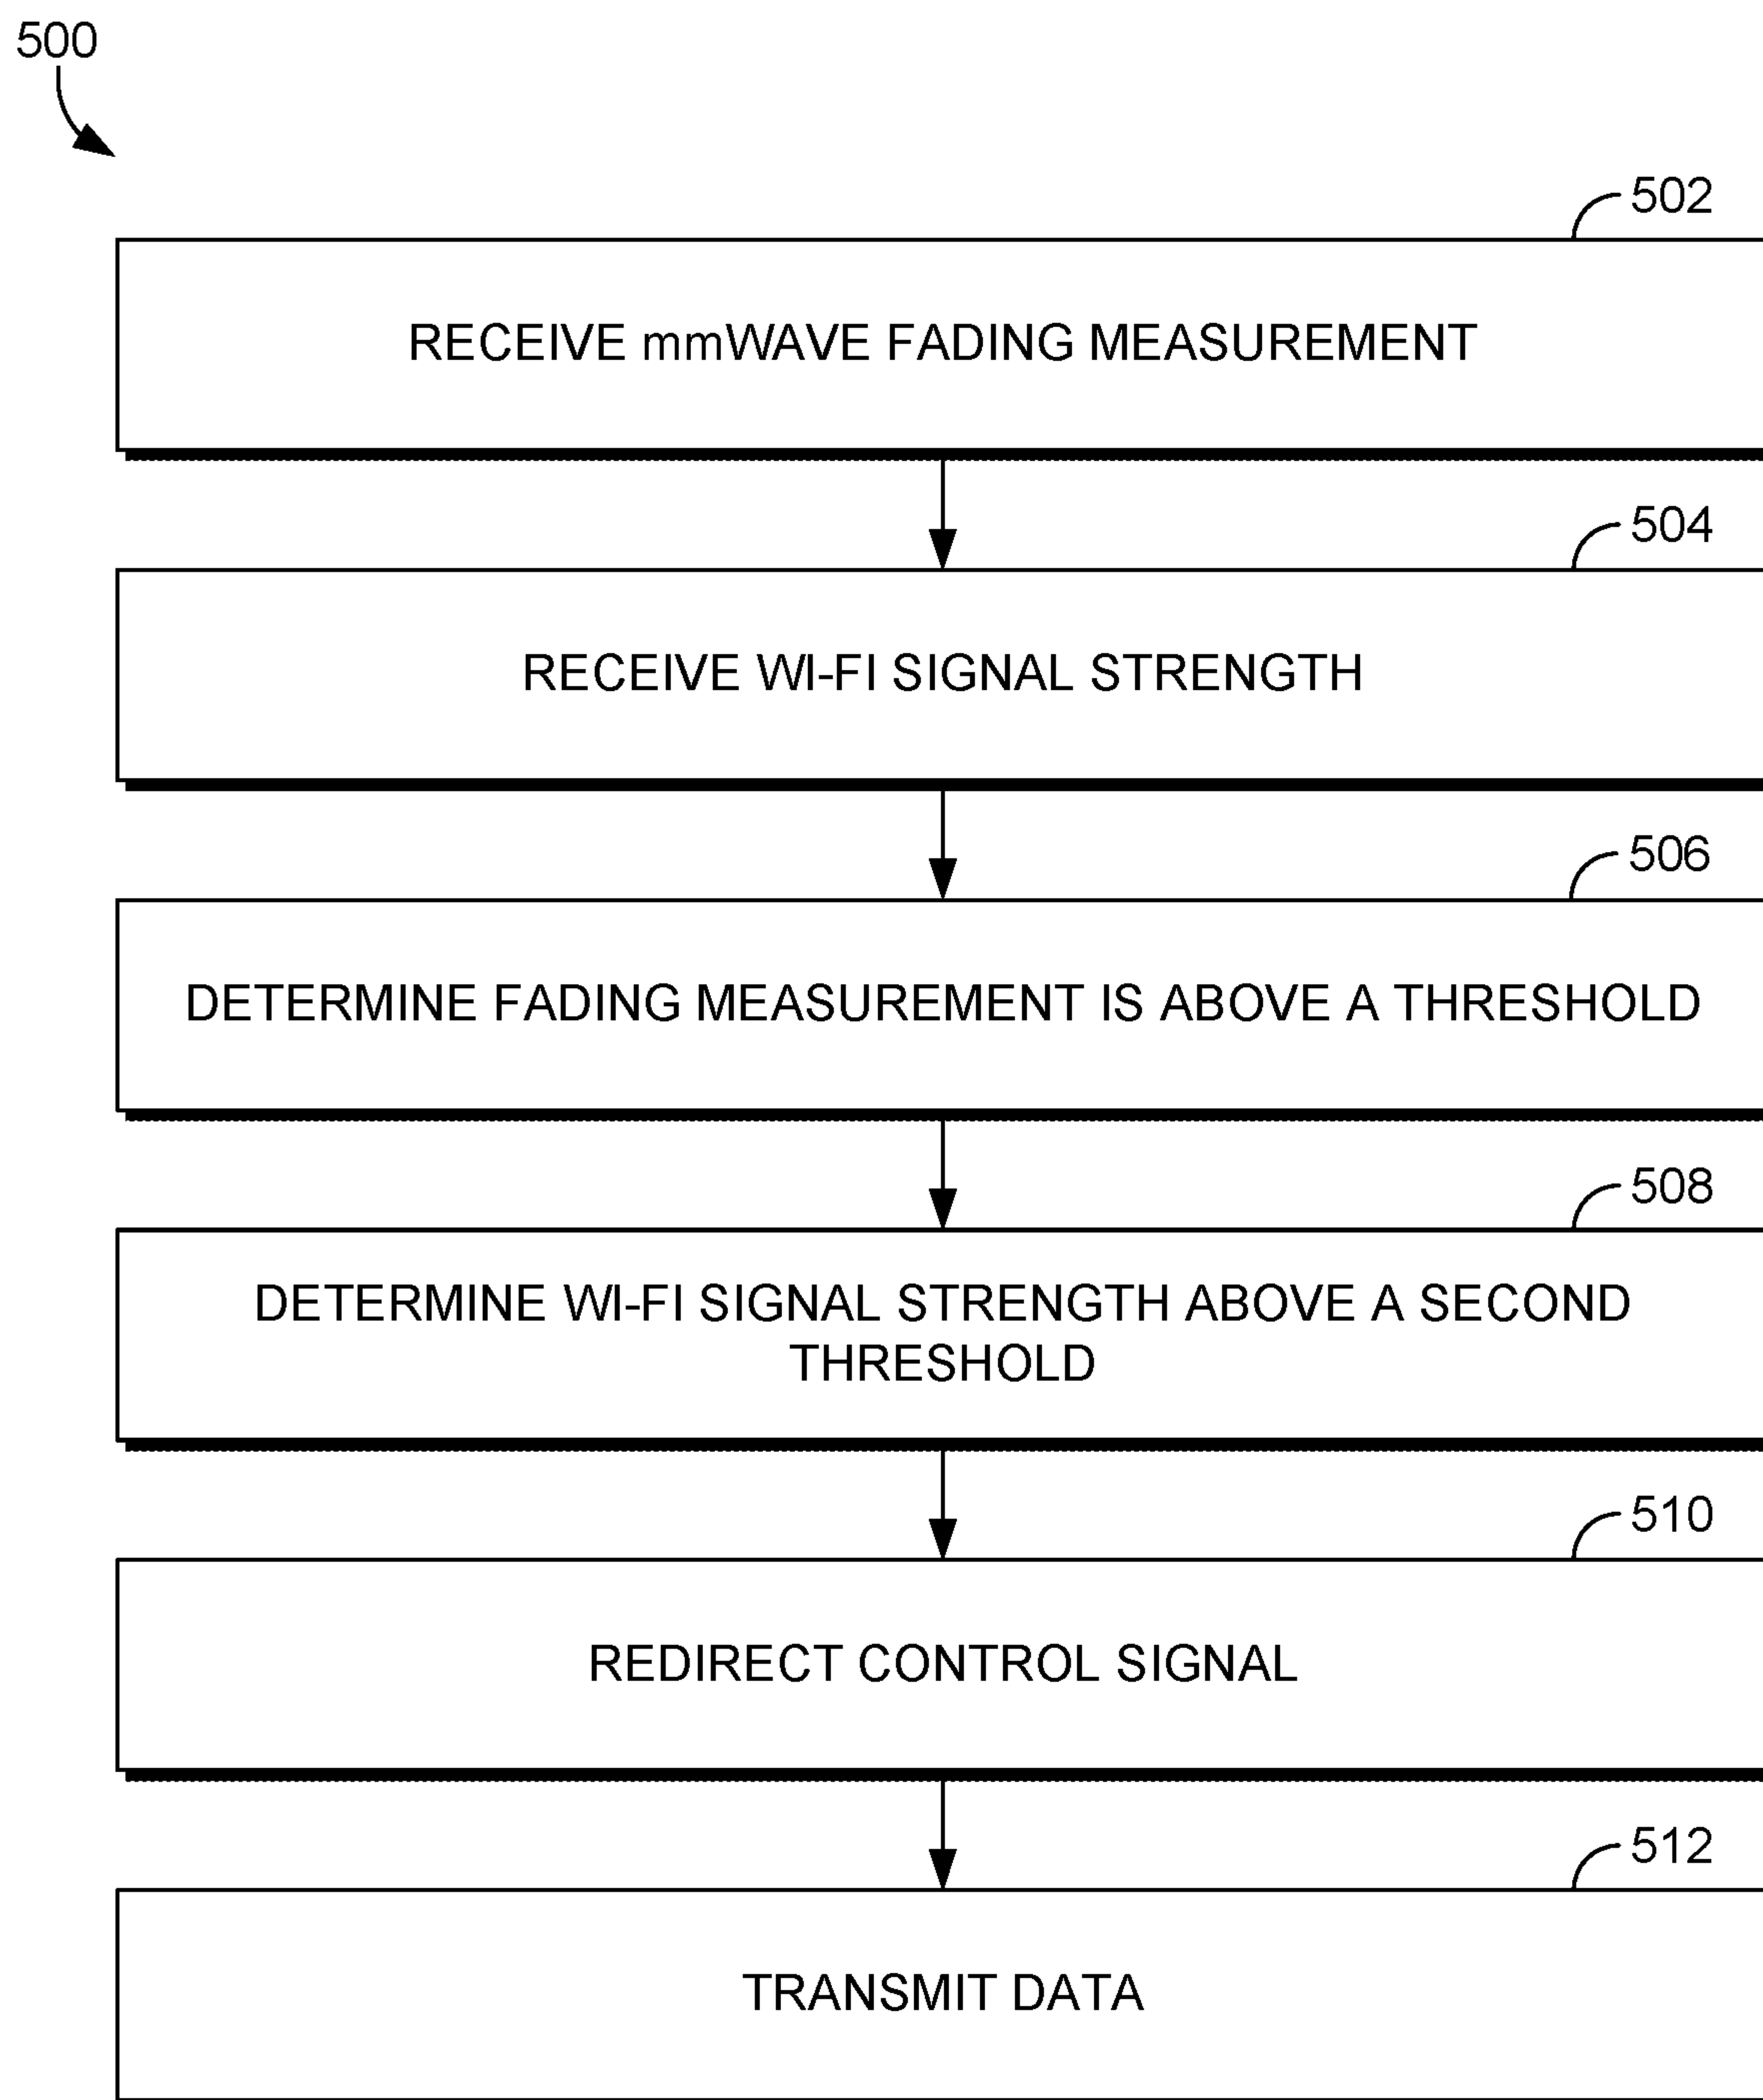 500
502
RECEIVE mmWAVE FADING MEASUREMENT
504
RECEIVE WI-FI SIGNAL STRENGTH
506
DETERMINE FADING MEASUREMENT IS ABOVE A THRESHOLD
508
DETERMINE WI-FI SIGNAL STRENGTH ABOVE A SECOND
THRESHOLD
510
REDIRECT CONTROL SIGNAL
512
TRANSMIT DATA